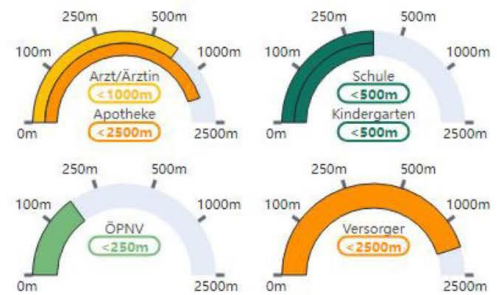 250m 500m
100m 1000m
Arzt/Ärztin
<1000m
Apotheke
<2500m
0m 2500m
250m 500m
100m 1000m
Schule
<500m
Kindergarten
<500m
0m 2500m
250m 500m
100m 1000m
ÖPNV
<250m
0m 2500m
250m 500m
100m 1000m
Versorger
<2500m
0m 2500m